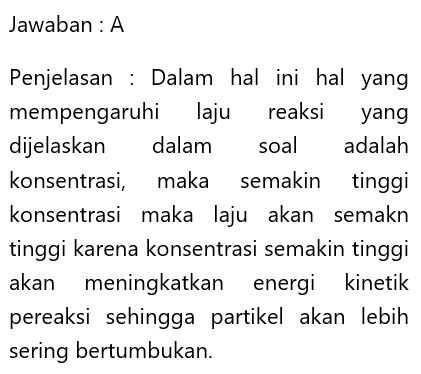 Jawaban : A
Penjelasan : Dalam hal ini hal yang
mempengaruhi laju reaksi yang
dijelaskan dalam soal adalah
konsentrasi, maka semakin tinggi
konsentrasi maka laju akan semakn
tinggi karena konsentrasi semakin tinggi
akan meningkatkan energi kinetik
pereaksi sehingga partikel akan lebih
sering bertumbukan.